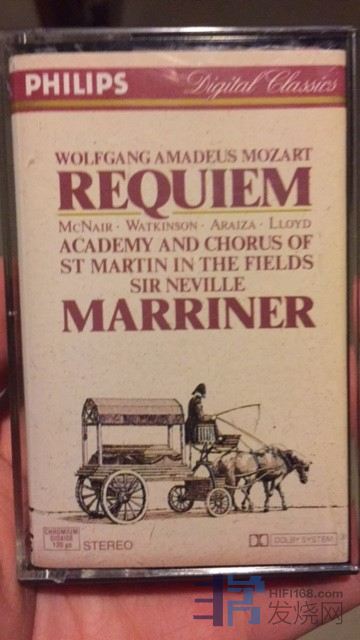 PHILIPS Digital Classics
WOLFGANG AMADEUS MOZART
REQUIEM
MCNAIR · WATKINSON · ARAIZA · LLOYD
ACADEMY AND CHORUS OF
ST MARTIN IN THE FIELDS
SIR NEVILLE
MARRINER
CHROMIUM
DIOXIDE
120 µs
STEREO
DOLBY SYSTEM
HIFI168.com
发烧网